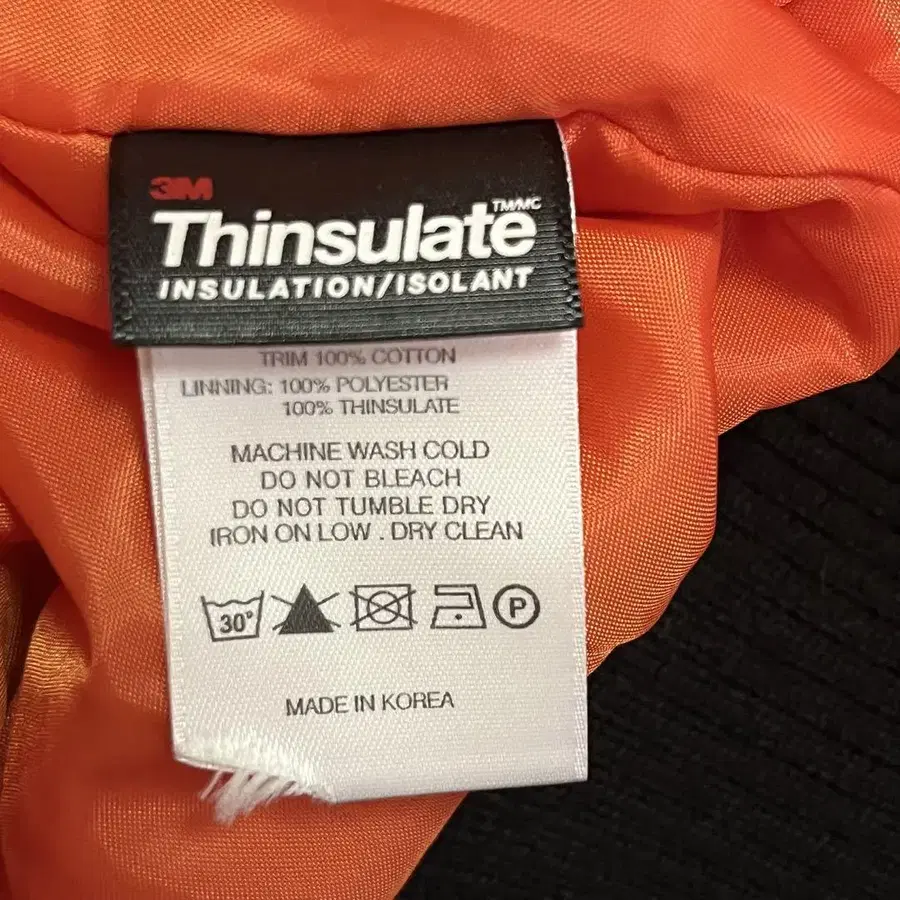 3M
Thinsulate TM/MC
INSULATION/ISOLANT
TRIM 100% COTTON
LINNING: 100% POLYESTER
100% THINSULATE
MACHINE WASH COLD
DO NOT BLEACH
DO NOT TUMBLE DRY
IRON ON LOW . DRY CLEAN
30°
P
MADE IN KOREA